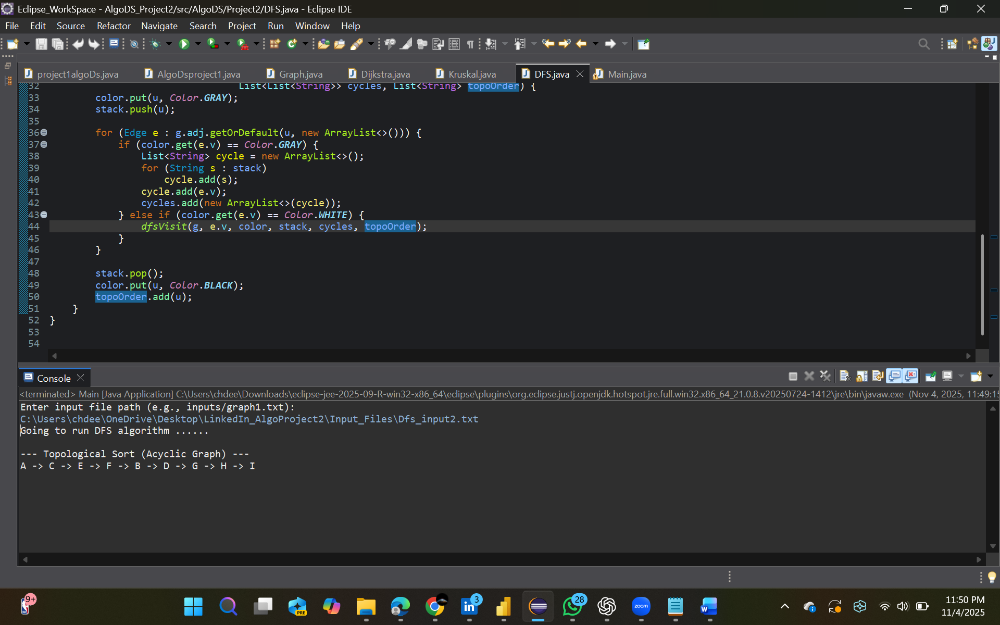 Eclipse_WorkSpace - AlgoDS_Project2/src/AlgoDS/Project2/DFS.java - Eclipse IDE
File Edit Source Refactor Navigate Search Project Run Window Help
project1algoDs.java AlgoDsproject1.java Graph.java Dijkstra.java Kruskal.java DFS.java Main.java
32 List<List<String>> cycles, List<String> topoOrder) {
33 color.put(u, Color.GRAY);
34 stack.push(u);
35
36 for (Edge e : g.adj.getOrDefault(u, new ArrayList<>())) {
37 if (color.get(e.v) == Color.GRAY) {
38 List<String> cycle = new ArrayList<>();
39 for (String s : stack)
40 cycle.add(s);
41 cycle.add(e.v);
42 cycles.add(new ArrayList<>(cycle));
43 } else if (color.get(e.v) == Color.WHITE) {
44 dfsVisit(g, e.v, color, stack, cycles, topoOrder);
45 }
46 }
47
48 stack.pop();
49 color.put(u, Color.BLACK);
50 topoOrder.add(u);
51 }
52 }
53
54
Console
<terminated> Main [Java Application] C:\Users\chdee\Downloads\eclipse-jee-2025-09-R-win32-x86_64\eclipse\plugins\org.eclipse.justj.openjdk.hotspot.jre.full.win32.x86_64_21.0.8.v20250724-1412\jre\bin\javaw.exe (Nov 4, 2025, 11:49:15
Enter input file path (e.g., inputs/graph1.txt):
C:\Users\chdee\OneDrive\Desktop\LinkedIn_AlgoProject2\Input_Files\Dfs_input2.txt
Going to run DFS algorithm ......
--- Topological Sort (Acyclic Graph) ---
A -> C -> E -> F -> B -> D -> G -> H -> I
9+
PRE
in 3
28
zoom
W
11:50 PM
11/4/2025